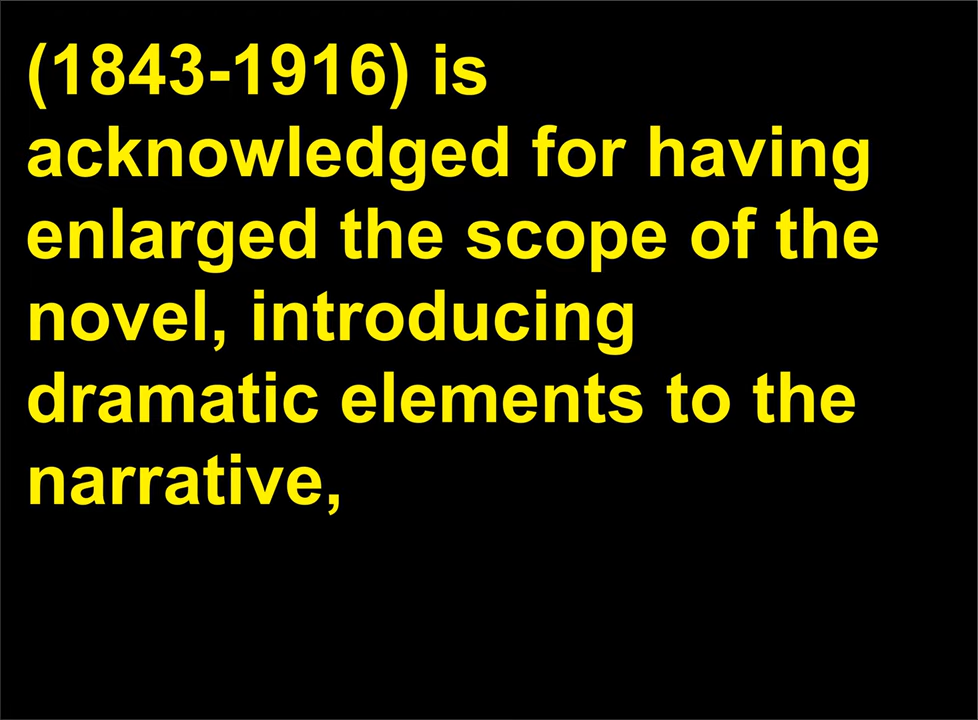 (1843-1916) is
acknowledged for having
enlarged the scope of the
novel, introducing
dramatic elements to the
narrative,